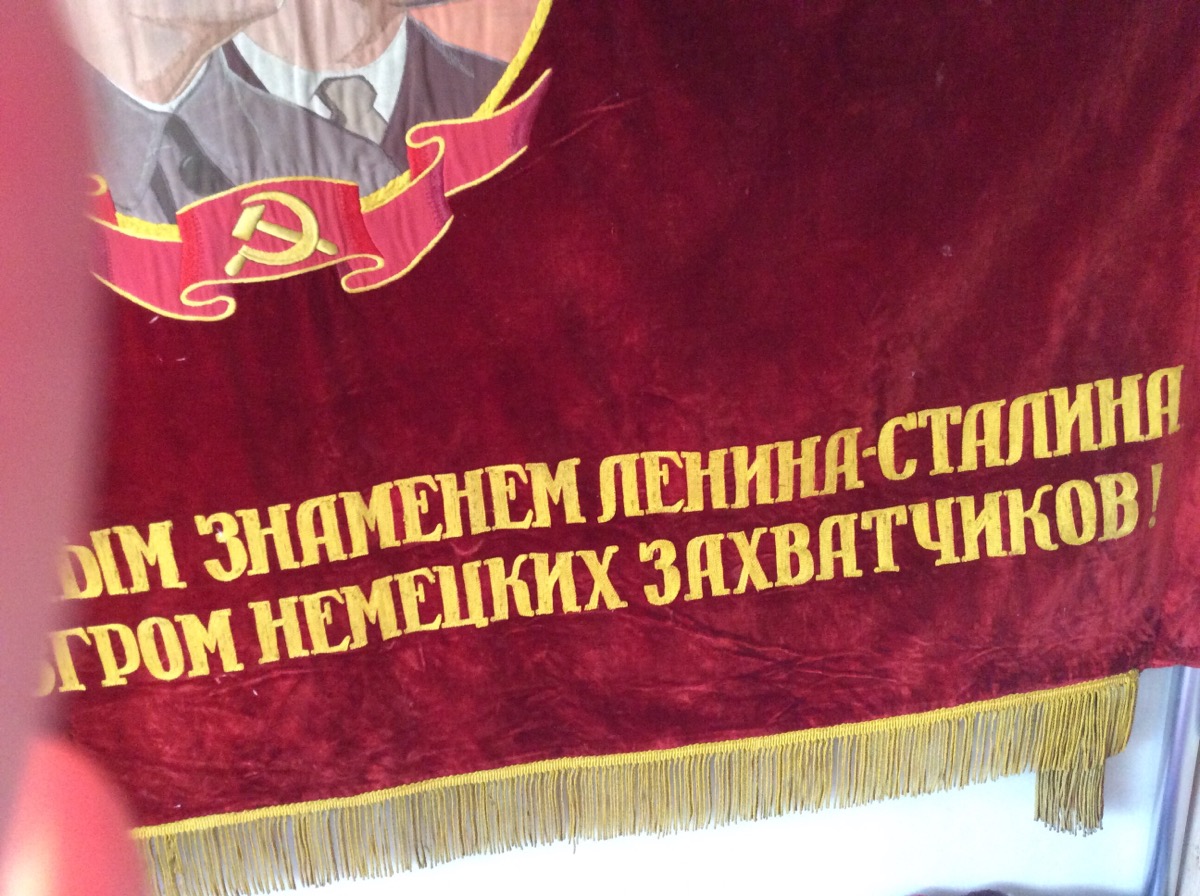 ЫМ ЗНАМЕНЕМ ЛЕНИНА-СТАЛИНА
ГРОМ НЕМЕЦКИХ ЗАХВАТЧИКОВ!